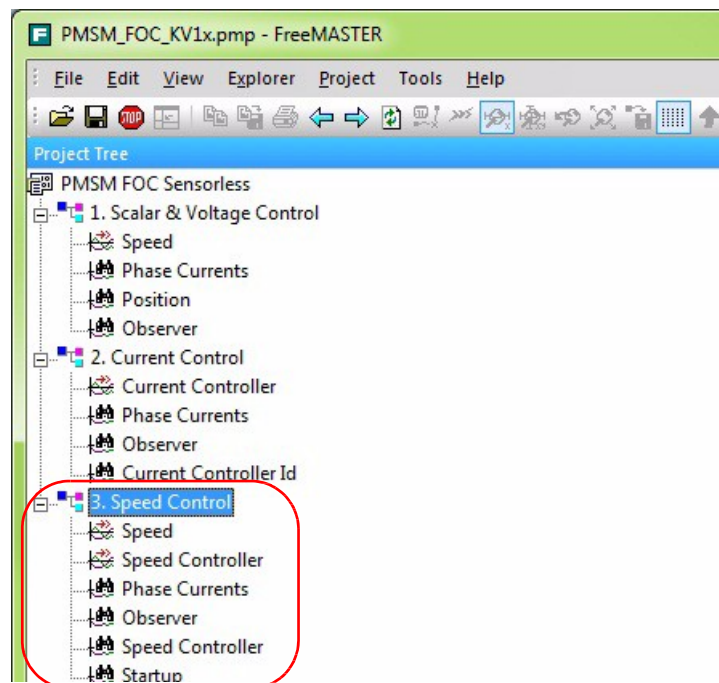 PMSM_FOC_KV1x.pmp - FreeMASTER
File Edit View Explorer Project Tools Help
STOP
Project Tree
PMSM FOC Sensorless
1. Scalar & Voltage Control
Speed
Phase Currents
Position
Observer
2. Current Control
Current Controller
Phase Currents
Observer
Current Controller Id
3. Speed Control
Speed
Speed Controller
Phase Currents
Observer
Speed Controller
Startup